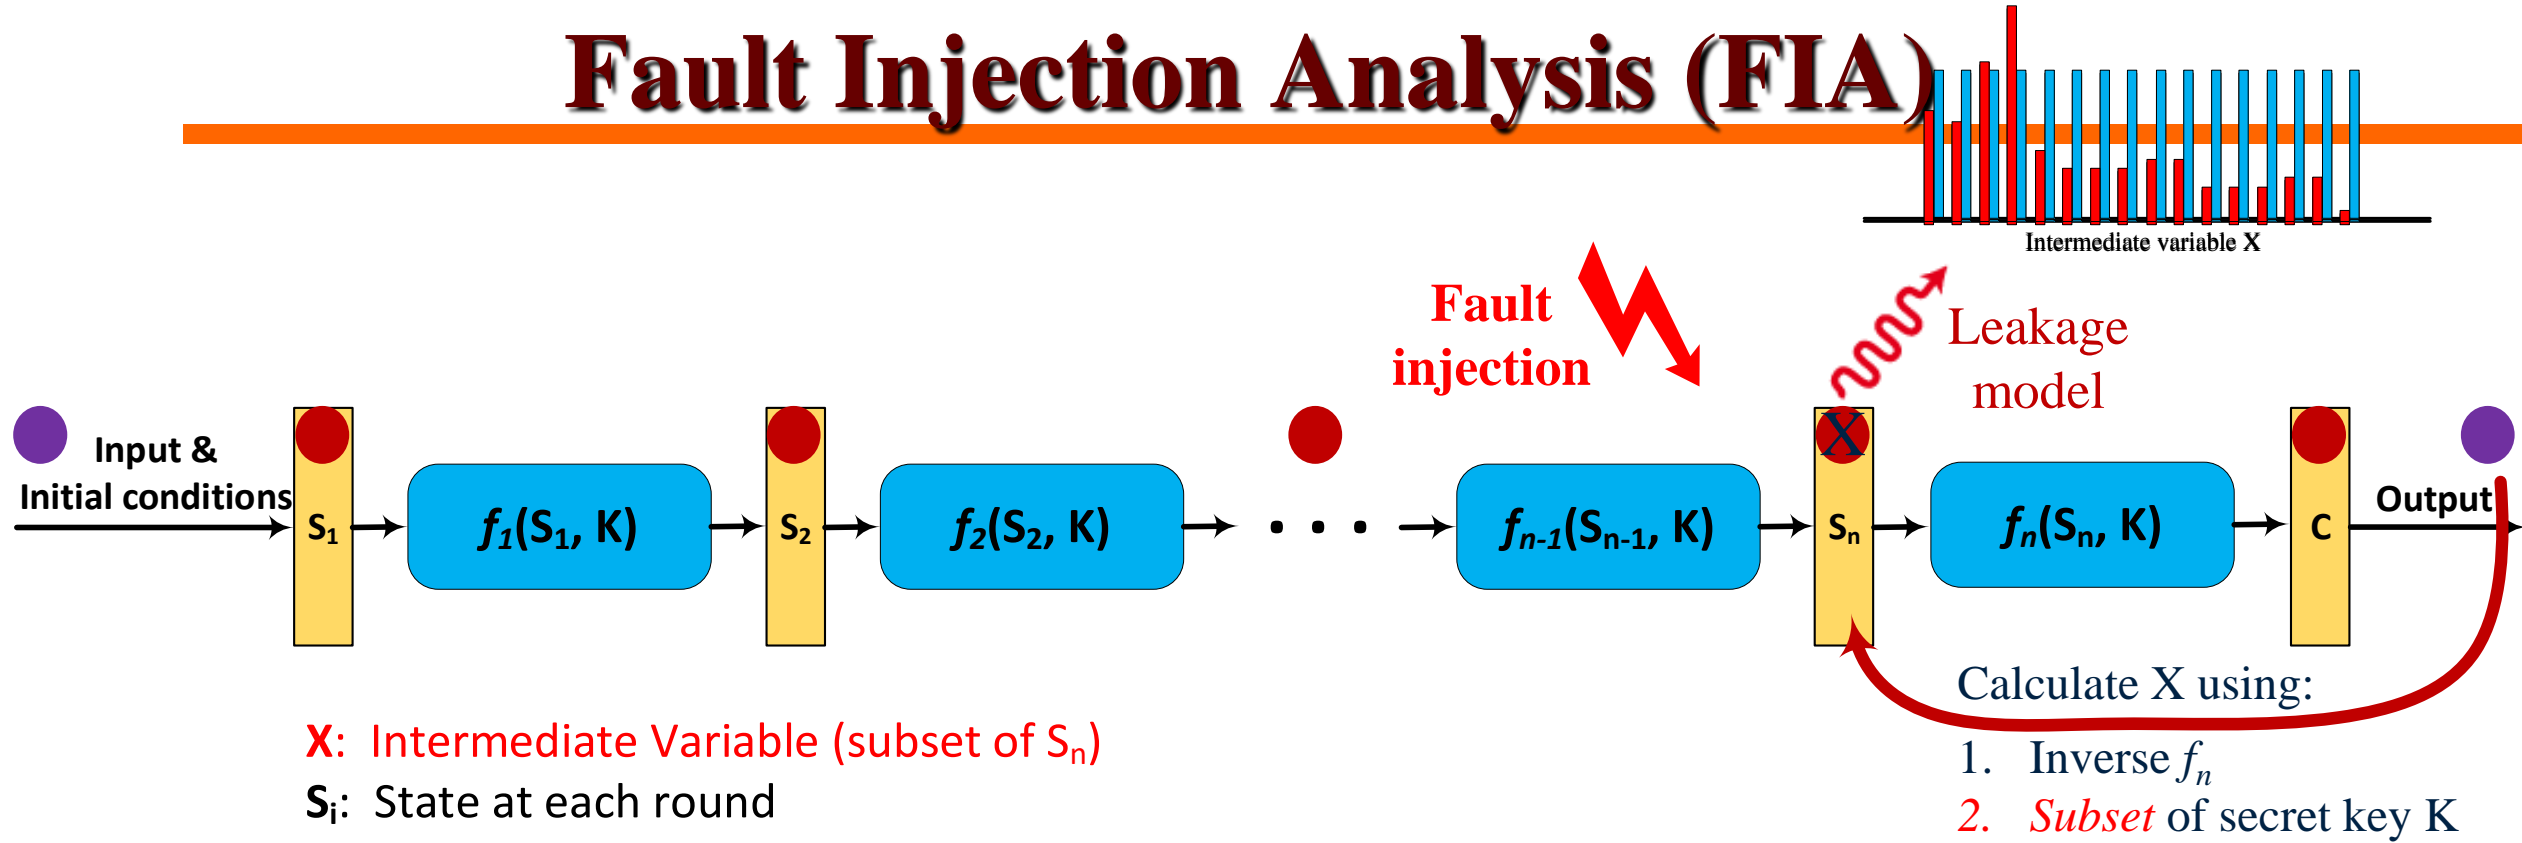 Fault Injection Analysis (FIA)
Intermediate variable X
Fault
injection
Leakage
model
Input &
Initial conditions
S1
f1(S1, K)
S2
f2(S2, K)
. . .
fn-1(Sn-1, K)
X
Sn
fn(Sn, K)
C
Output
Calculate X using:
1. Inverse fn
2. Subset of secret key K
X: Intermediate Variable (subset of Sn)
Si: State at each round